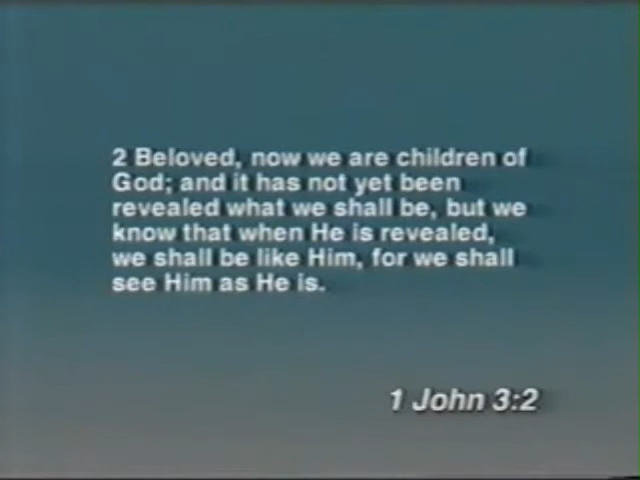 2 Beloved, now we are children of
God; and it has not yet been
revealed what we shall be, but we
know that when He is revealed,
we shall be like Him, for we shall
see Him as He is.
1 John 3:2